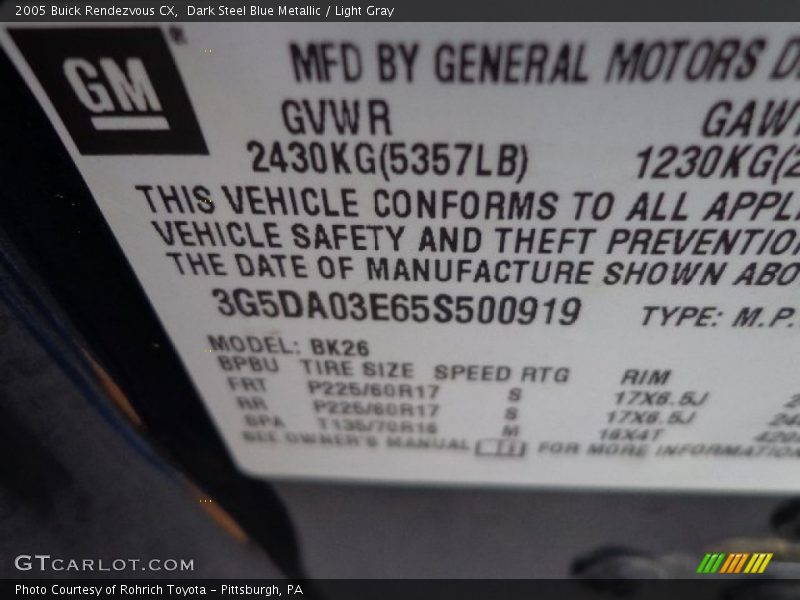 2005 Buick Rendezvous CX,  Dark Steel Blue Metallic / Light Gray
GM ®
MFD BY GENERAL MOTORS
GVWR GAW
2430KG(5357LB) 1230KG(2
THIS VEHICLE CONFORMS TO ALL APPL
VEHICLE SAFETY AND THEFT PREVENTIO
THE DATE OF MANUFACTURE SHOWN ABO
3G5DA03E65S500919 TYPE: M.P.
MODEL: BK26
BPBU TIRE SIZE SPEED RTG RIM
FRT P225/60R17 S 17X6.5J
RR P225/60R17 S 17X6.5J
SPA T135/70R16 M 16X4T
SEE OWNER'S MANUAL FOR MORE INFORMATION
GTCARLOT.COM
Photo Courtesy of Rohrich Toyota - Pittsburgh, PA